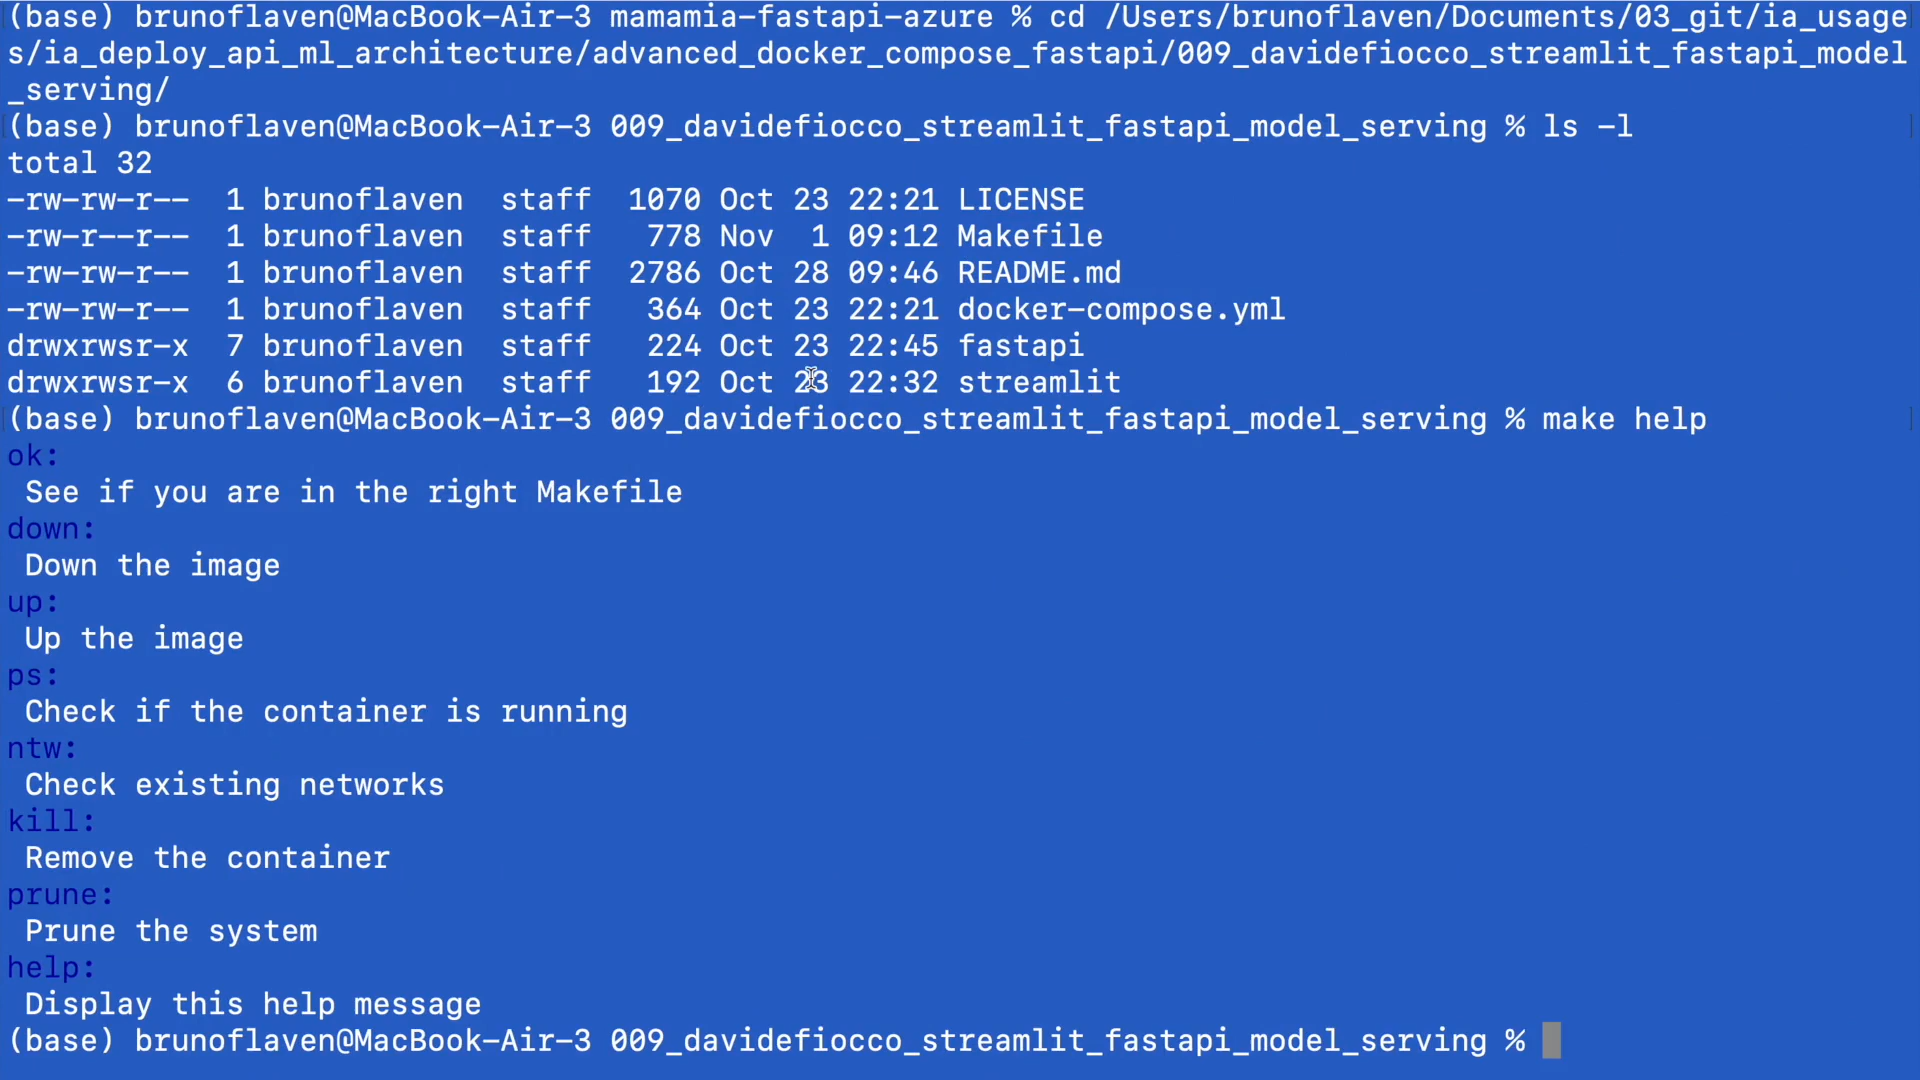 (base) brunoflaven@MacBook-Air-3 mamamia-fastapi-azure % cd /Users/brunoflaven/Documents/03_git/ia_usage
s/ia_deploy_api_ml_architecture/advanced_docker_compose_fastapi/009_davidefiocco_streamlit_fastapi_model
_serving/
(base) brunoflaven@MacBook-Air-3 009_davidefiocco_streamlit_fastapi_model_serving % ls -l
total 32
-rw-rw-r--  1 brunoflaven  staff  1070 Oct 23 22:21 LICENSE
-rw-r--r--  1 brunoflaven  staff   778 Nov  1 09:12 Makefile
-rw-rw-r--  1 brunoflaven  staff  2786 Oct 28 09:46 README.md
-rw-rw-r--  1 brunoflaven  staff   364 Oct 23 22:21 docker-compose.yml
drwxrwsr-x  7 brunoflaven  staff   224 Oct 23 22:45 fastapi
drwxrwsr-x  6 brunoflaven  staff   192 Oct 23 22:32 streamlit
(base) brunoflaven@MacBook-Air-3 009_davidefiocco_streamlit_fastapi_model_serving % make help
ok:
 See if you are in the right Makefile
down:
 Down the image
up:
 Up the image
ps:
 Check if the container is running
ntw:
 Check existing networks
kill:
 Remove the container
prune:
 Prune the system
help:
 Display this help message
(base) brunoflaven@MacBook-Air-3 009_davidefiocco_streamlit_fastapi_model_serving %